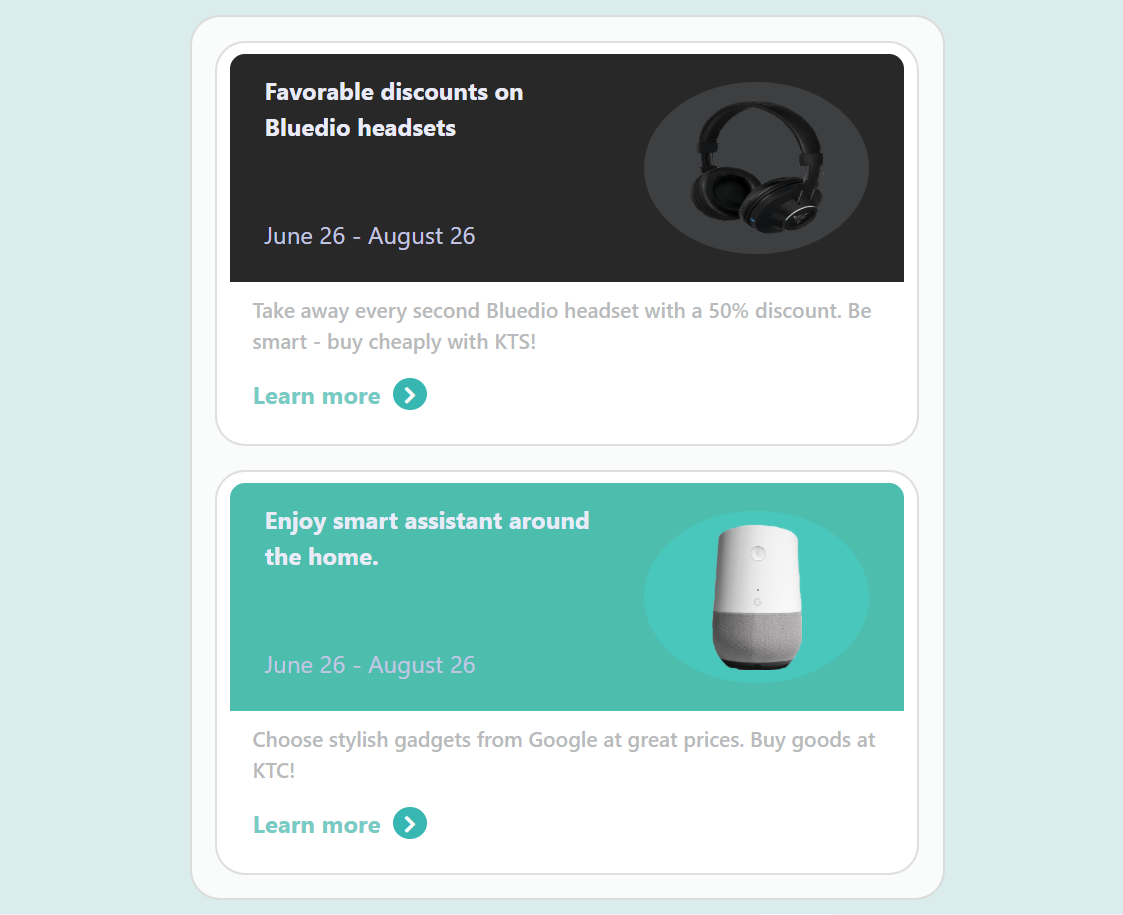 Favorable discounts on
Bluedio headsets
June 26 - August 26
Take away every second Bluedio headset with a 50% discount. Be
smart - buy cheaply with KTS!
Learn more
Enjoy smart assistant around
the home.
June 26 - August 26
Choose stylish gadgets from Google at great prices. Buy goods at
KTC!
Learn more